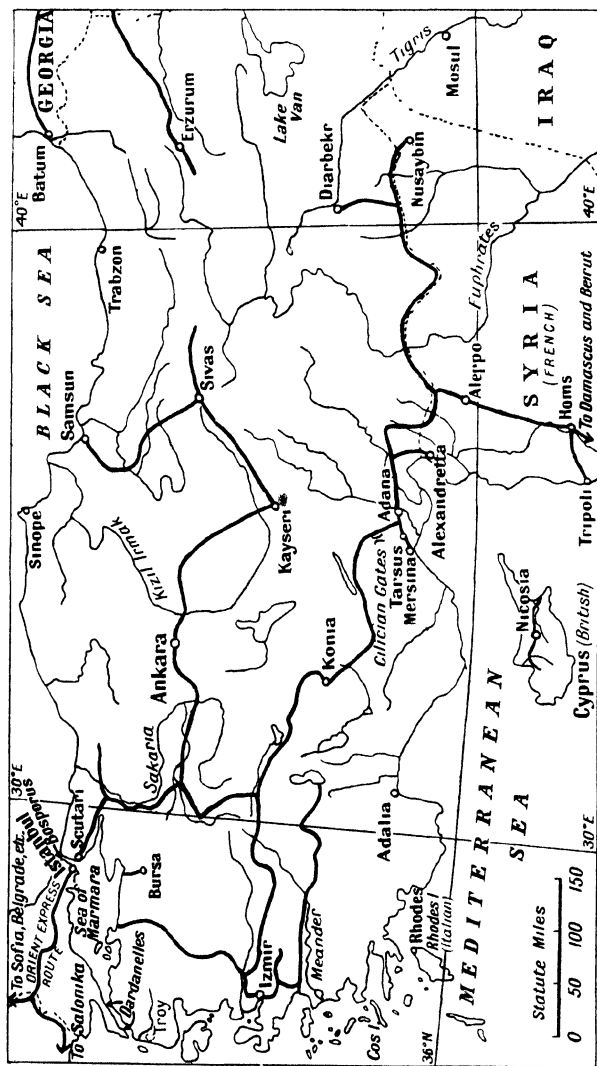 To Sofia, Belgrade, etc.
ORIENT EXPRESS
ROUTE
To Salonika
Istanbul
Bosporus
Scutari
Sea of
Marmara
Dardanelles
Troy
Bursa
Sakaria
30°E
BLACK SEA
Sinope
Samsun
Trabzon
40°E
Batum
GEORGIA
Kizil Irmak
Ankara
Sivas
Erzurum
Kayseri
Lake
Van
Izmir
Meander
Konia
Cilician Gates
Adana
Tarsus
Mersina
Alexandretta
Diarbekr
Nusaybin
Tigris
Mosul
IRAQ
Euphrates
Aleppo
SYRIA
(FRENCH)
Homs
To Damascus and Beirut
Tripoli
Adalia
Cos I.
Rhodes
Rhodes I
(Italian)
36°N
MEDITERRANEAN
SEA
Nicosia
Cyprus (British)
30°E
40°E
Statute Miles
0 50 100 150